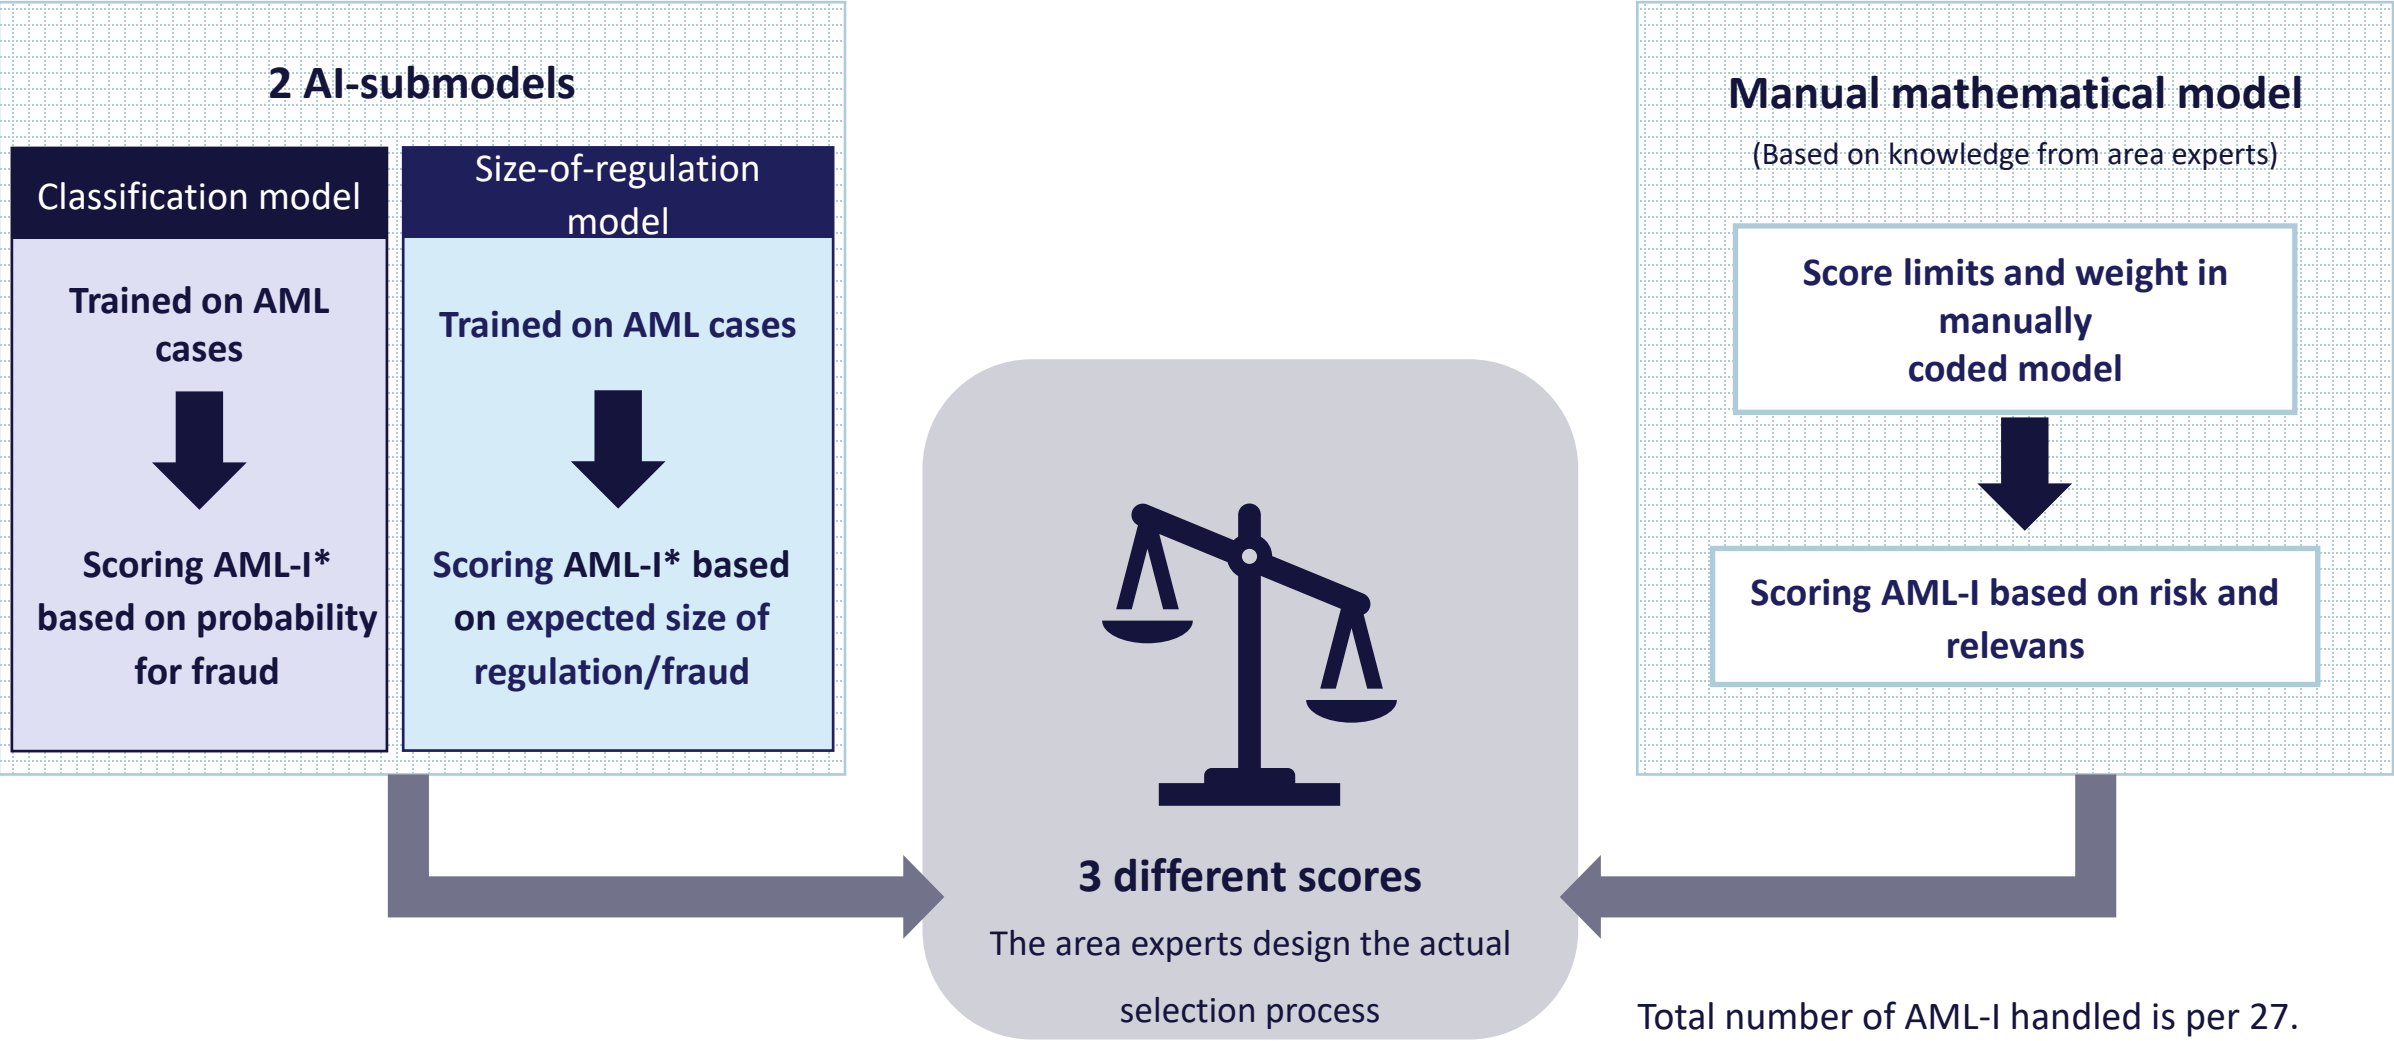 2 AI-submodels
Classification model
Trained on AML
cases
Scoring AML-I*
based on probability
for fraud
Size-of-regulation
model
Trained on AML cases
Scoring AML-I* based
on expected size of
regulation/fraud
3 different scores
The area experts design the actual
selection process
Manual mathematical model
(Based on knowledge from area experts)
Score limits and weight in
manually
coded model
Scoring AML-I based on risk and
relevans
Total number of AML-I handled is per 27.